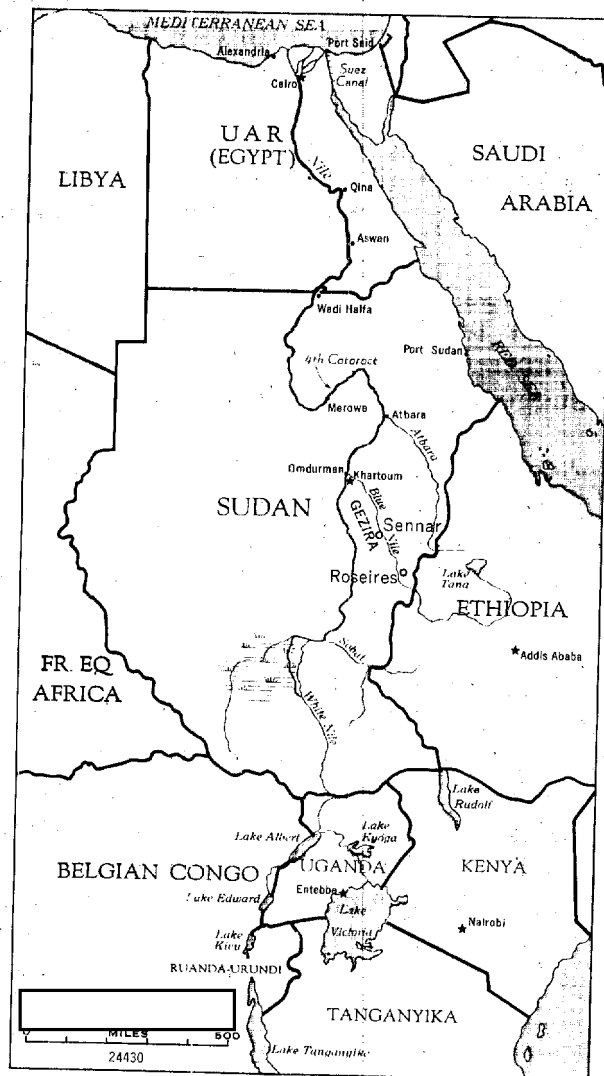 MEDITERRANEAN SEA
Alexandria
Port Said
Suez
Canal
Cairo
UAR
(EGYPT)
Nile
SAUDI
ARABIA
LIBYA
Qina
Aswan
Wadi Halfa
Port Sudan
RED SEA
4th Cataract
Merowe
Atbara
Atbara
Omdurman
Khartoum
SUDAN
GEZIRA
Blue
Nile
Sennar
Roseires
Lake
Tana
ETHIOPIA
Addis Ababa
Sobat
FR. EQ
AFRICA
White Nile
Lake
Rudolf
Lake Albert
Lake
Kyoga
BELGIAN CONGO
UGANDA
KENYA
Lake Edward
Entebbe
Lake
Victoria
Nairobi
Lake
Kivu
RUANDA-URUNDI
TANGANYIKA
0
MILES
500
24430
Lake Tanganyika